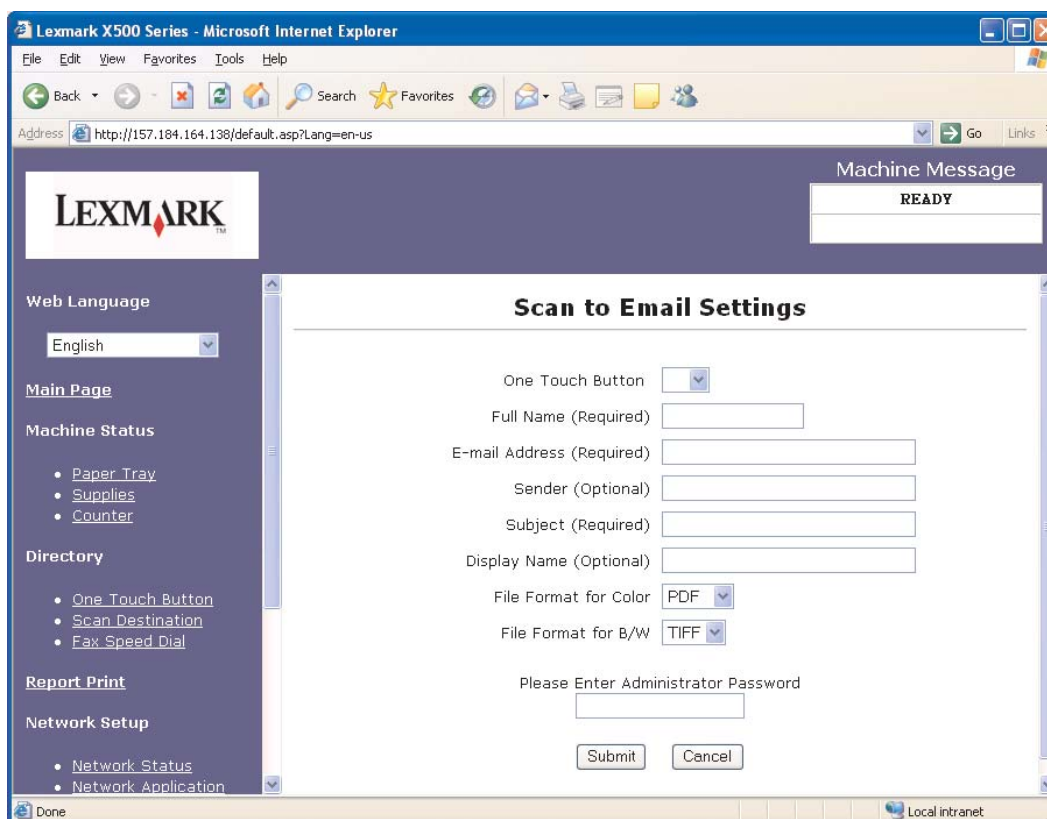 Lexmark X500 Series - Microsoft Internet Explorer
File Edit View Favorites Tools Help
Back Search Favorites
Address http://157.184.164.138/default.asp?Lang=en-us Go Links
LEXMARK TM
Machine Message
READY
Web Language
English
Main Page
Machine Status
Paper Tray
Supplies
Counter
Directory
One Touch Button
Scan Destination
Fax Speed Dial
Report Print
Network Setup
Network Status
Network Application
Scan to Email Settings
One Touch Button
Full Name (Required)
E-mail Address (Required)
Sender (Optional)
Subject (Required)
Display Name (Optional)
File Format for Color PDF
File Format for B/W TIFF
Please Enter Administrator Password
Submit Cancel
Done Local intranet